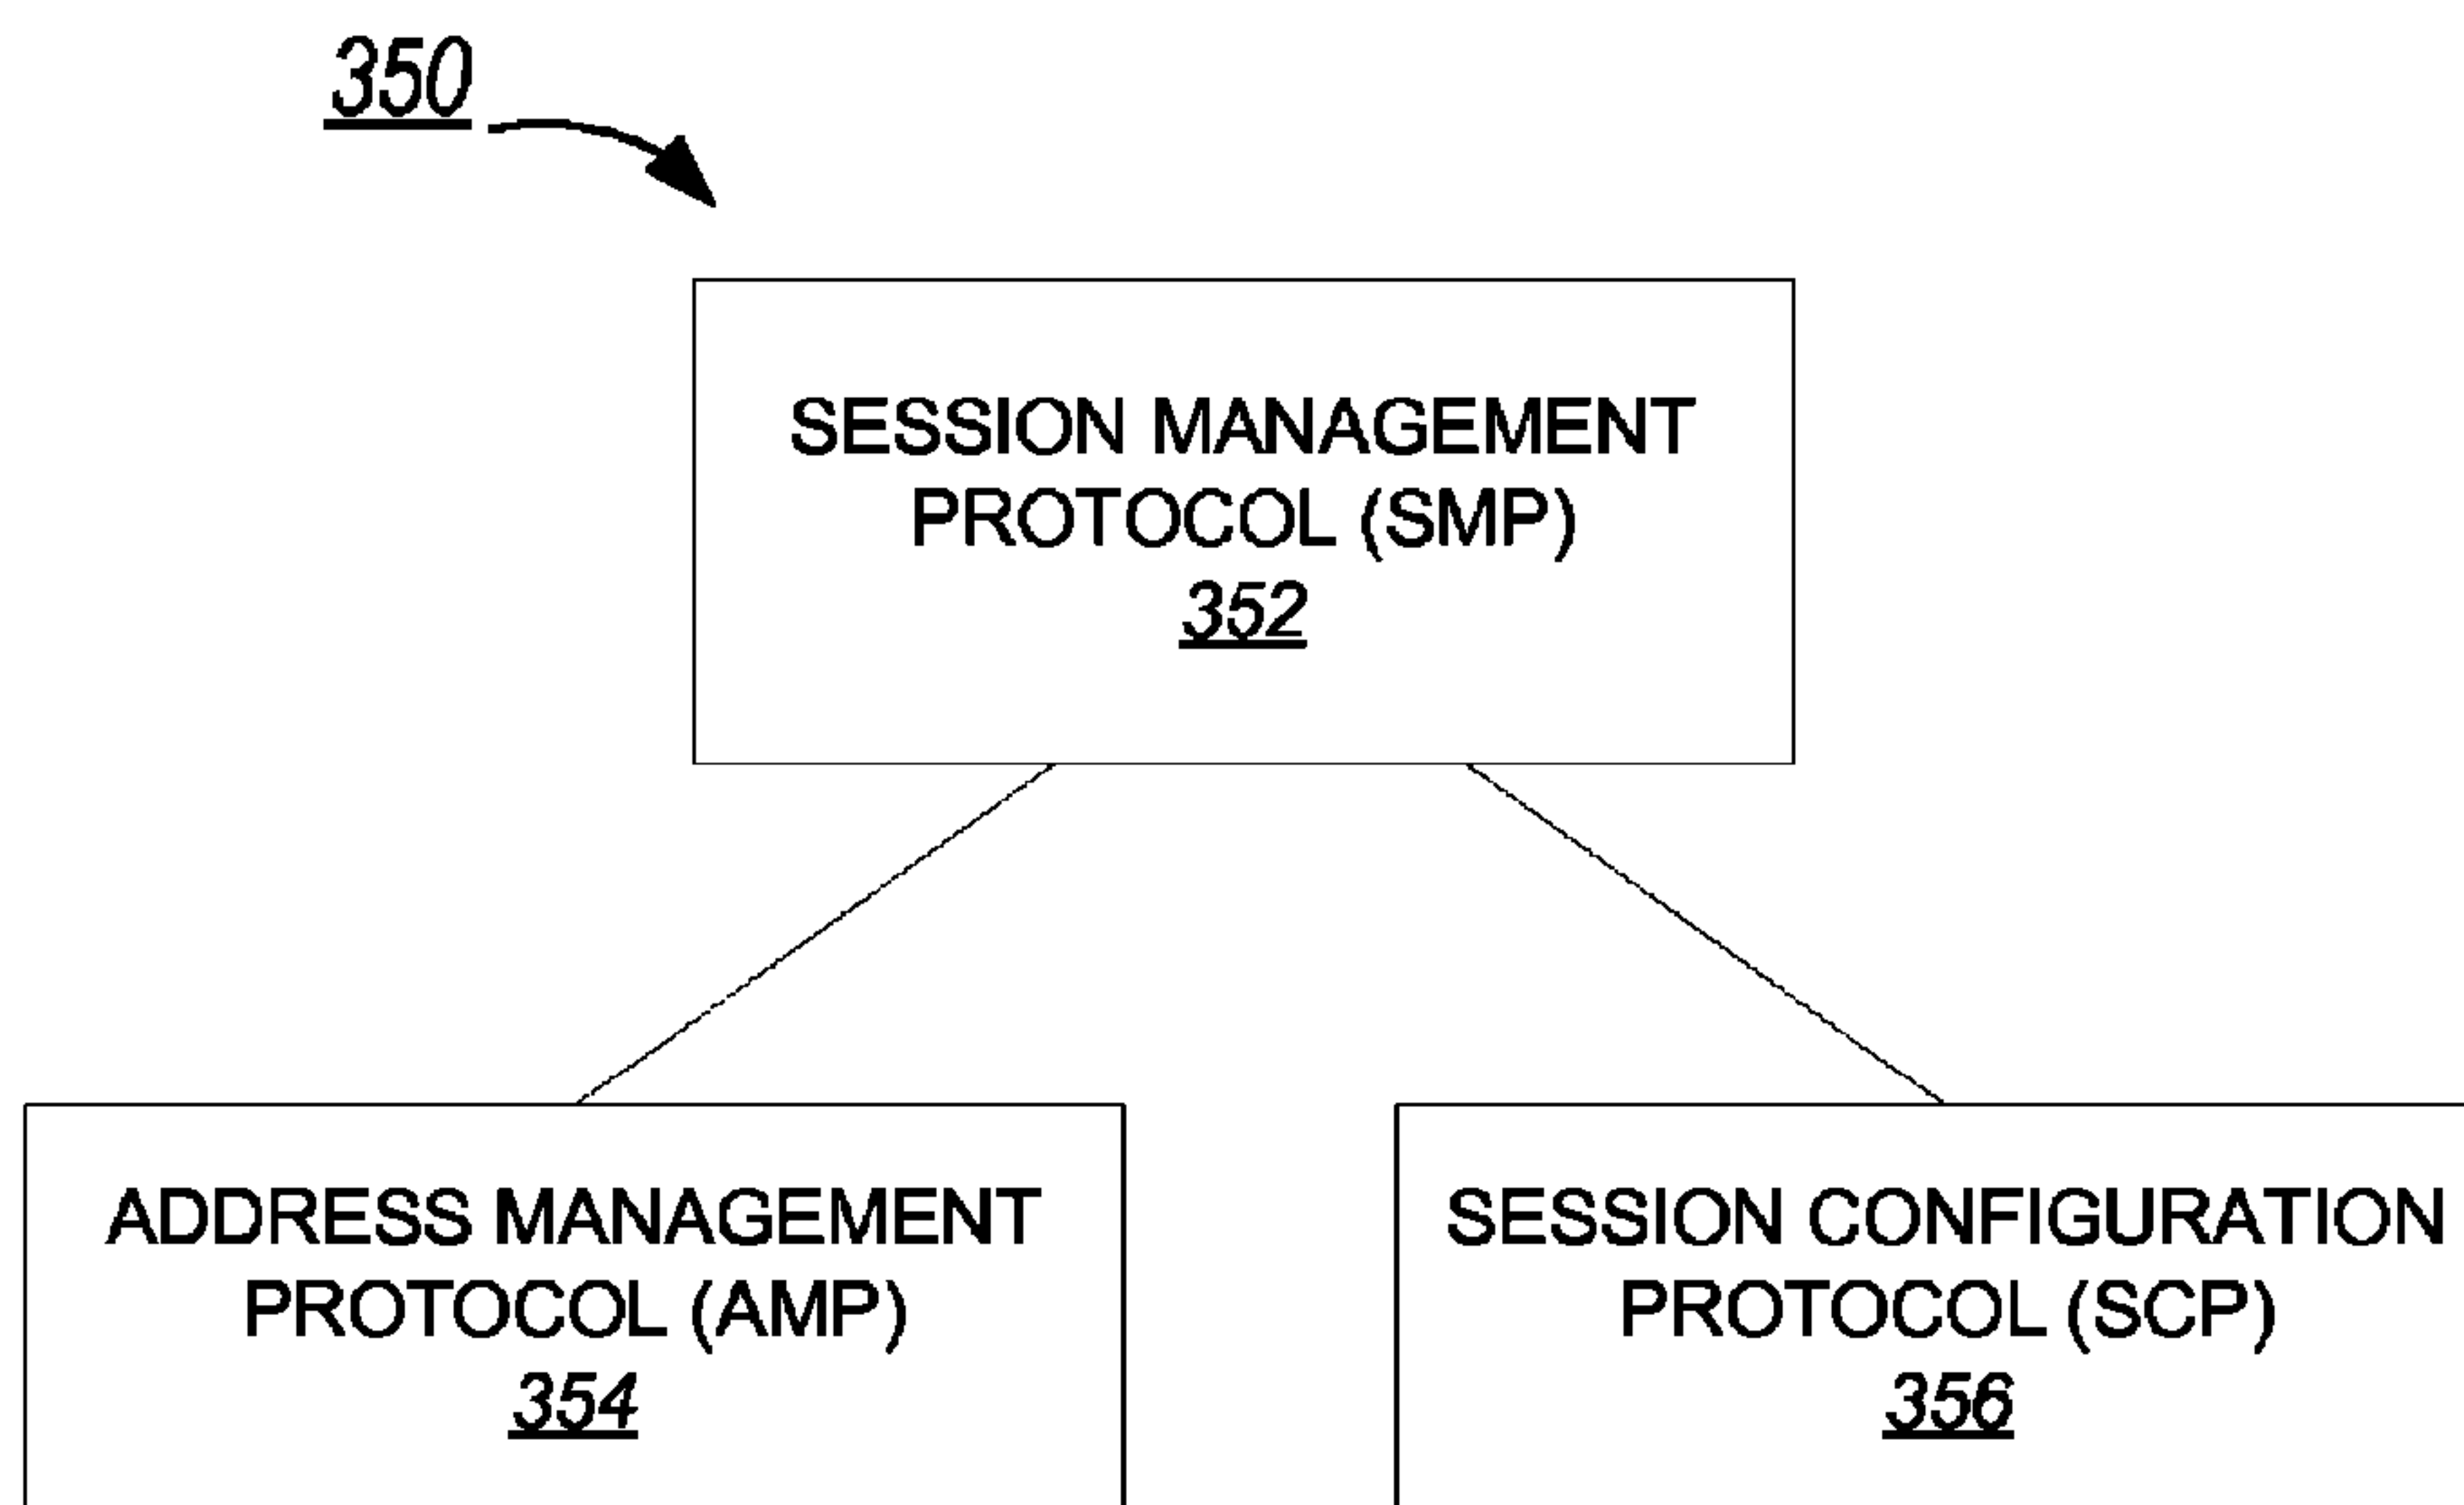 350
SESSION MANAGEMENT
PROTOCOL (SMP)
352
ADDRESS MANAGEMENT
PROTOCOL (AMP)
354
SESSION CONFIGURATION
PROTOCOL (SCP)
356